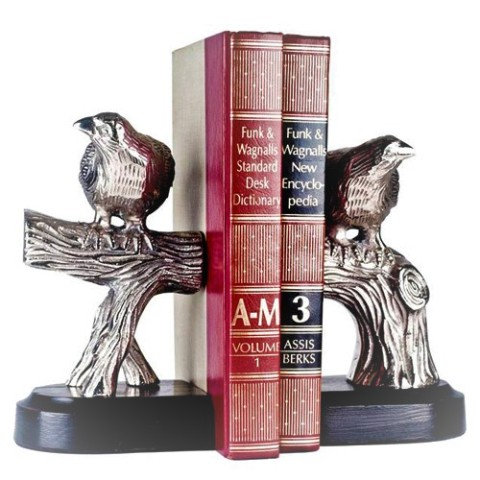 Funk &
Wagnalls
Standard
Desk
Dictionary
A-M
VOLUME
1
Funk &
Wagnalls
New
Encyclo-
pedia
3
ASSIS
BERKS